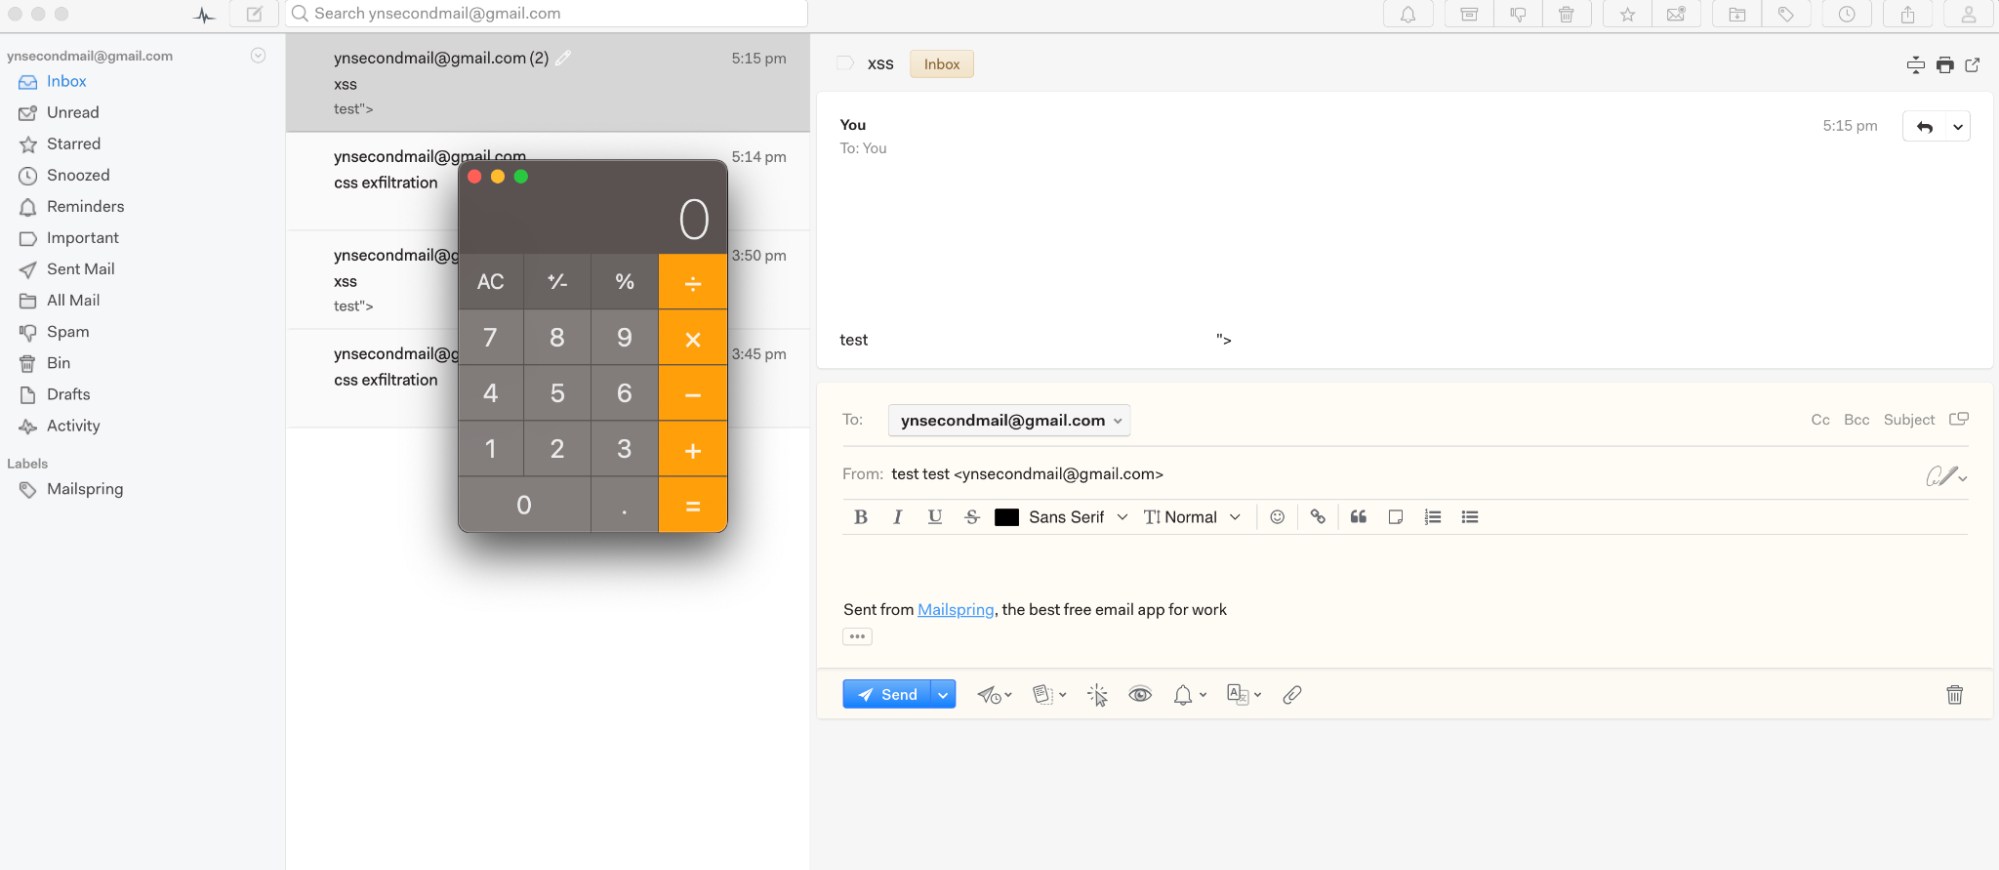 Search ynsecondmail@gmail.com
ynsecondmail@gmail.com
Inbox
Unread
Starred
Snoozed
Reminders
Important
Sent Mail
All Mail
Spam
Bin
Drafts
Activity
Labels
Mailspring
ynsecondmail@gmail.com (2) 5:15 pm
xss
test">
ynsecondmail@gmail.com 5:14 pm
css exfiltration
ynsecondmail@g 3:50 pm
xss
test">
ynsecondmail@g 3:45 pm
css exfiltration
0
AC +/- % ÷
7 8 9 ×
4 5 6 −
1 2 3 +
0 . =
xss Inbox
You 5:15 pm
To: You
test ">
To: ynsecondmail@gmail.com Cc Bcc Subject
From: test test <ynsecondmail@gmail.com>
B I U S Sans Serif TI Normal
Sent from Mailspring, the best free email app for work
•••
Send